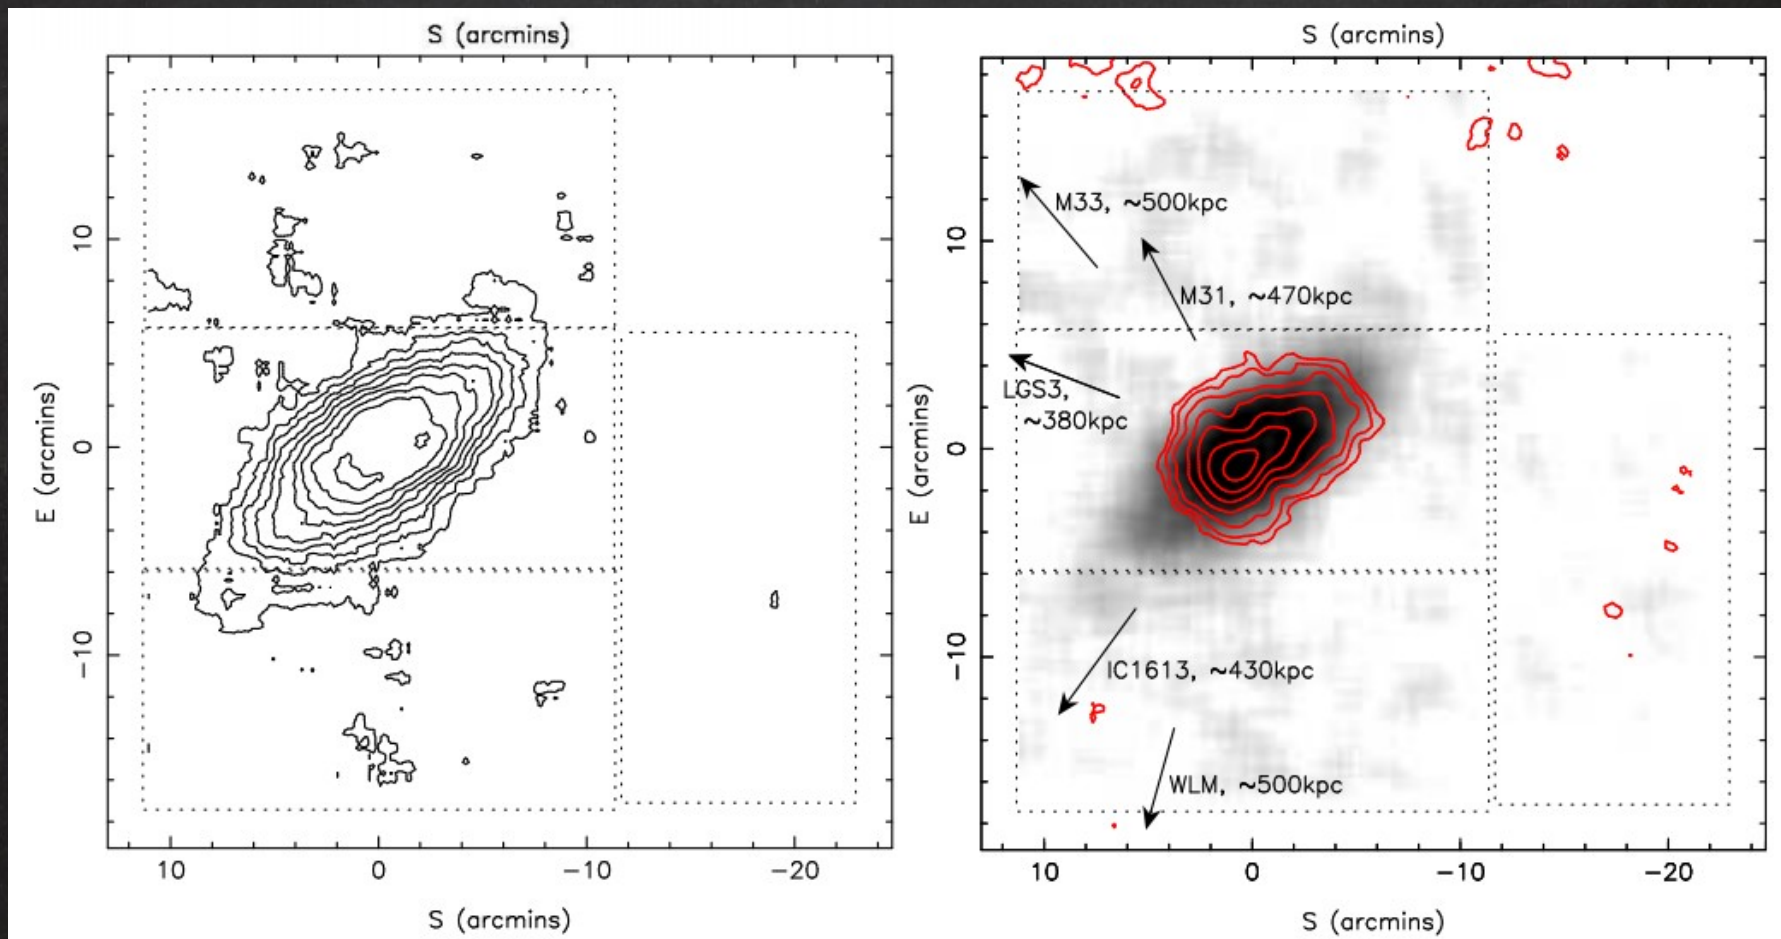 S (arcmins)
E (arcmins)
10
0
−10
10
0
−10
−20
S (arcmins)
S (arcmins)
E (arcmins)
10
0
−10
M33, ~500kpc
M31, ~470kpc
LGS3,
~380kpc
IC1613, ~430kpc
WLM, ~500kpc
10
0
−10
−20
S (arcmins)